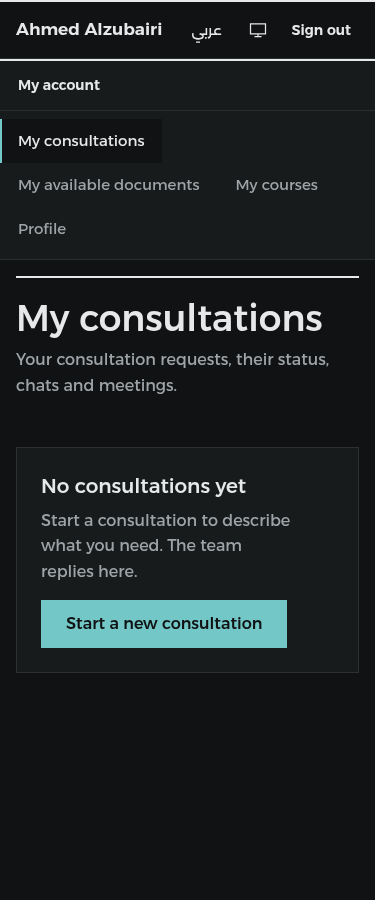 Ahmed Alzubairi عربي Sign out
My account
My consultations
My available documents My courses
Profile
My consultations
Your consultation requests, their status,
chats and meetings.
No consultations yet
Start a consultation to describe
what you need. The team
replies here.
Start a new consultation